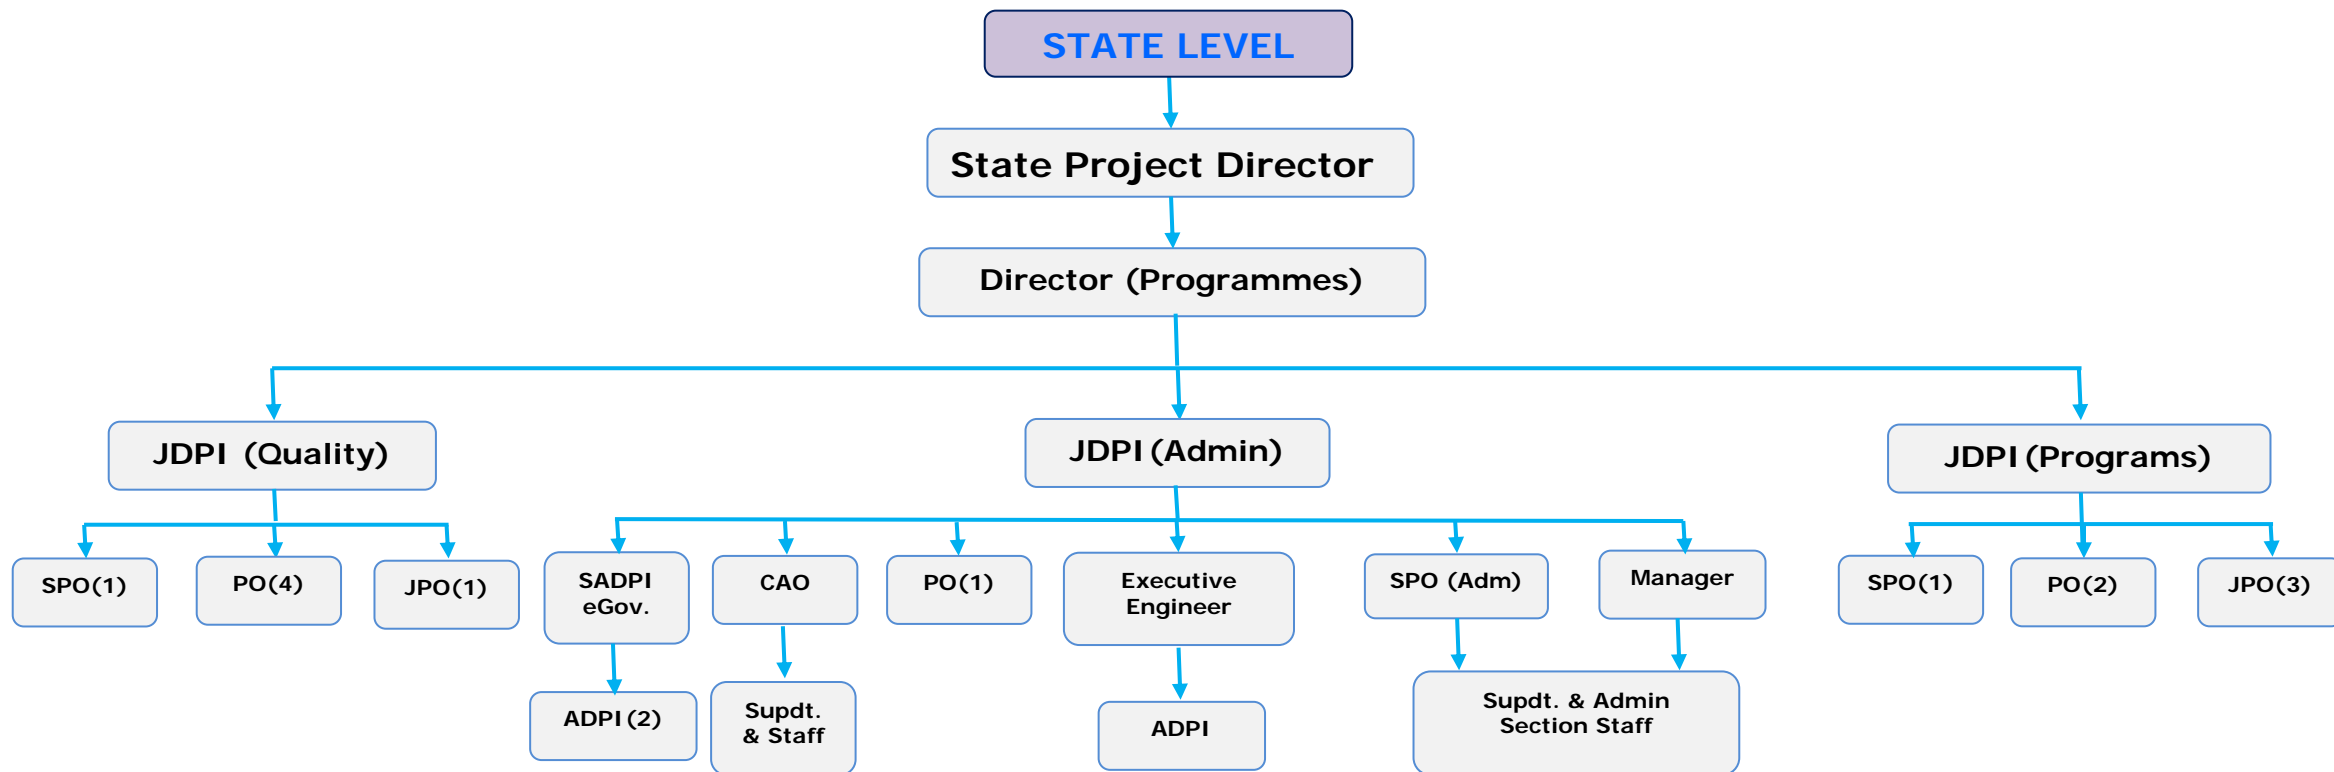 STATE LEVEL
State Project Director
Director (Programmes)
JDPI (Quality)
JDPI (Admin)
JDPI (Programs)
SPO(1)
PO(4)
JPO(1)
SADPI
eGov.
CAO
PO(1)
Executive
Engineer
SPO (Adm)
Manager
SPO(1)
PO(2)
JPO(3)
ADPI (2)
Supdt.
& Staff
ADPI
Supdt. & Admin
Section Staff